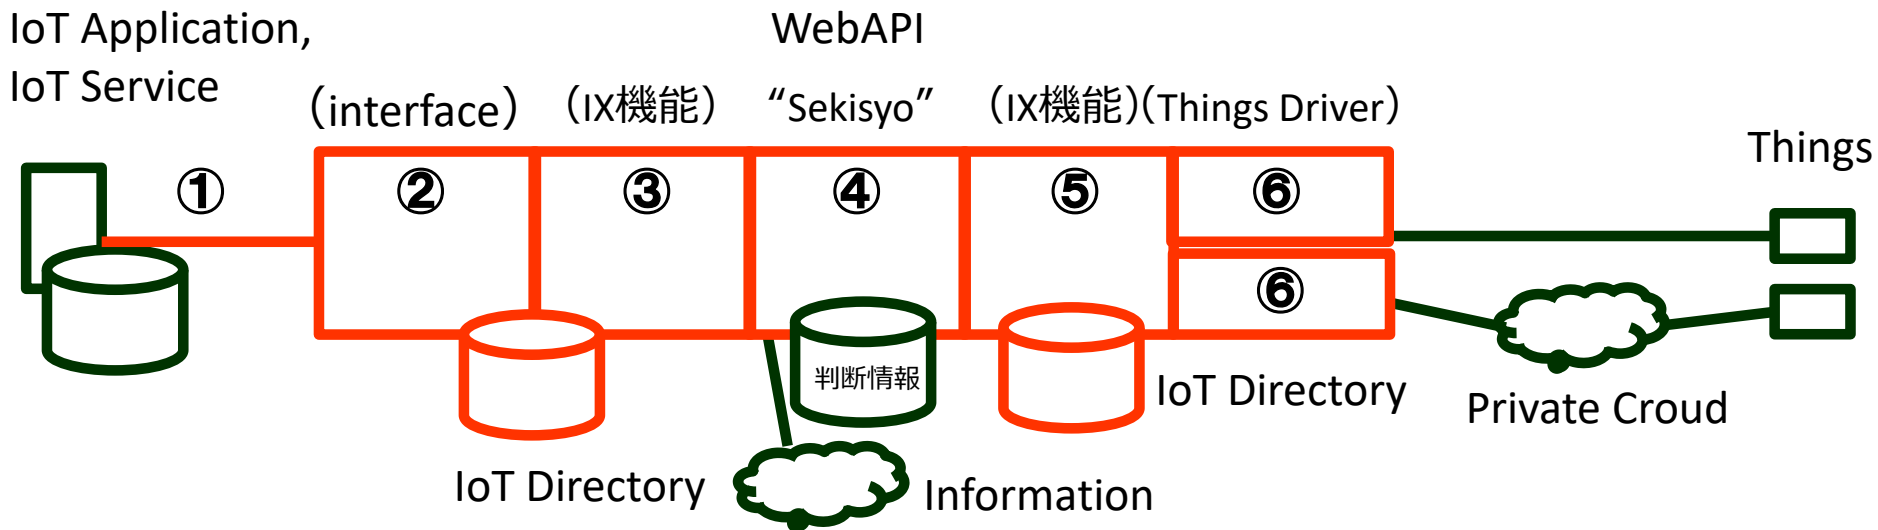 IoT Application,
IoT Service
WebAPI
（interface）
（IX機能）
“Sekisyo”
（IX機能）
（Things Driver）
Things
①
②
③
④
⑤
⑥
⑥
判断情報
IoT Directory
Private Croud
IoT Directory
Information